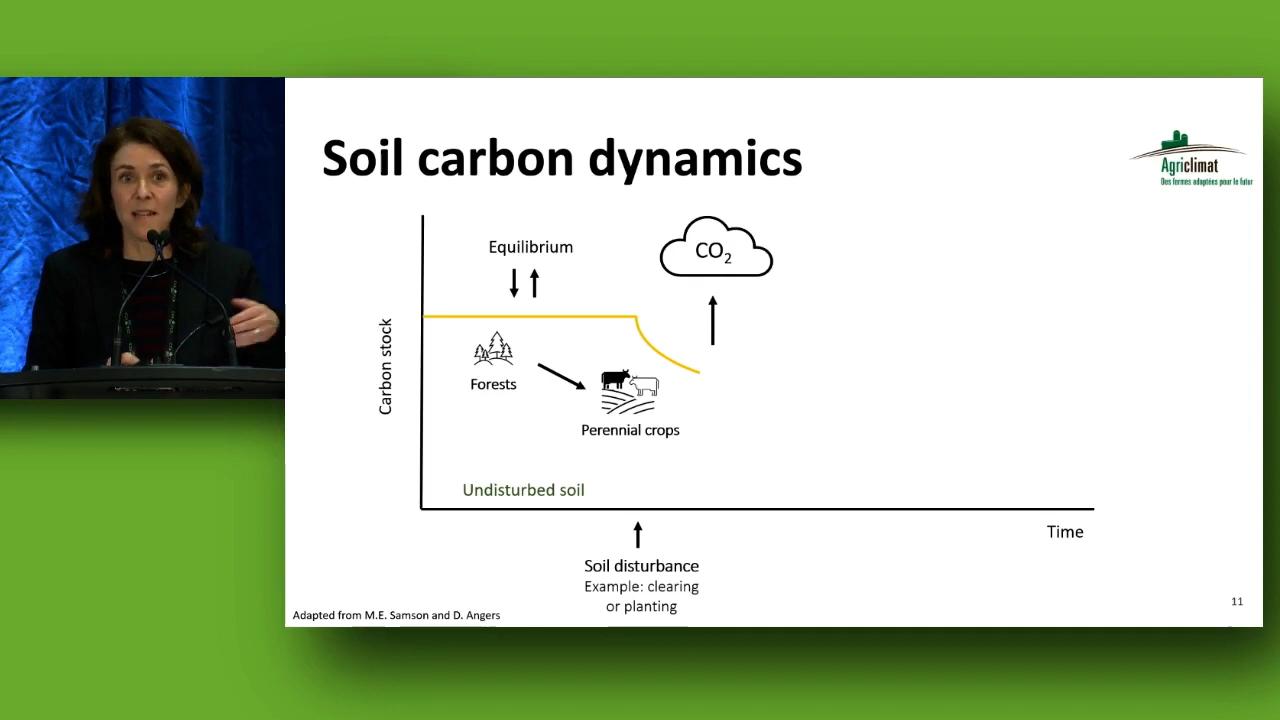 Soil carbon dynamics
Agriclimat
Des fermes adaptées pour le futur
Equilibrium
CO₂
Carbon stock
Forests
Perennial crops
Undisturbed soil
Time
Soil disturbance
Example: clearing
or planting
Adapted from M.E. Samson and D. Angers
11